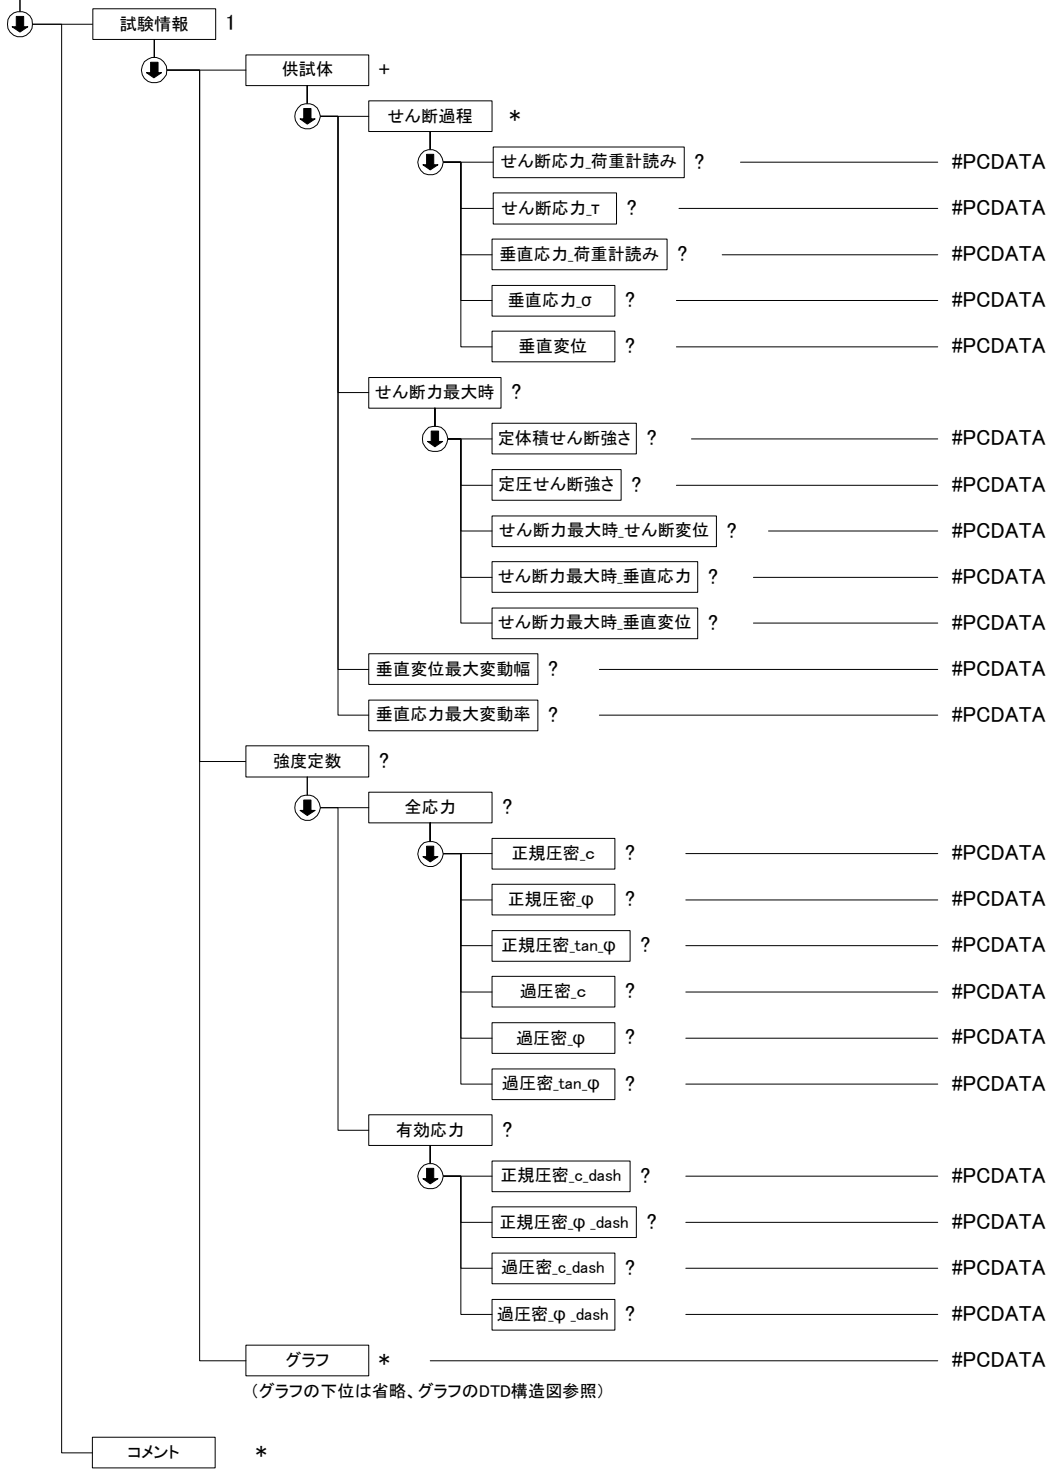 試験情報 1
供試体 +
せん断過程 *
せん断応力_荷重計読み ? #PCDATA
せん断応力_τ ? #PCDATA
垂直応力_荷重計読み ? #PCDATA
垂直応力_σ ? #PCDATA
垂直変位 ? #PCDATA
せん断力最大時 ?
定体積せん断強さ ? #PCDATA
定圧せん断強さ ? #PCDATA
せん断力最大時_せん断変位 ? #PCDATA
せん断力最大時_垂直応力 ? #PCDATA
せん断力最大時_垂直変位 ? #PCDATA
垂直変位最大変動幅 ? #PCDATA
垂直応力最大変動率 ? #PCDATA
強度定数 ?
全応力 ?
正規圧密_c ? #PCDATA
正規圧密_φ ? #PCDATA
正規圧密_tan_φ ? #PCDATA
過圧密_c ? #PCDATA
過圧密_φ ? #PCDATA
過圧密_tan_φ ? #PCDATA
有効応力 ?
正規圧密_c_dash ? #PCDATA
正規圧密_φ_dash ? #PCDATA
過圧密_c_dash ? #PCDATA
過圧密_φ_dash ? #PCDATA
グラフ * #PCDATA
(グラフの下位は省略、グラフのDTD構造図参照)
コメント *